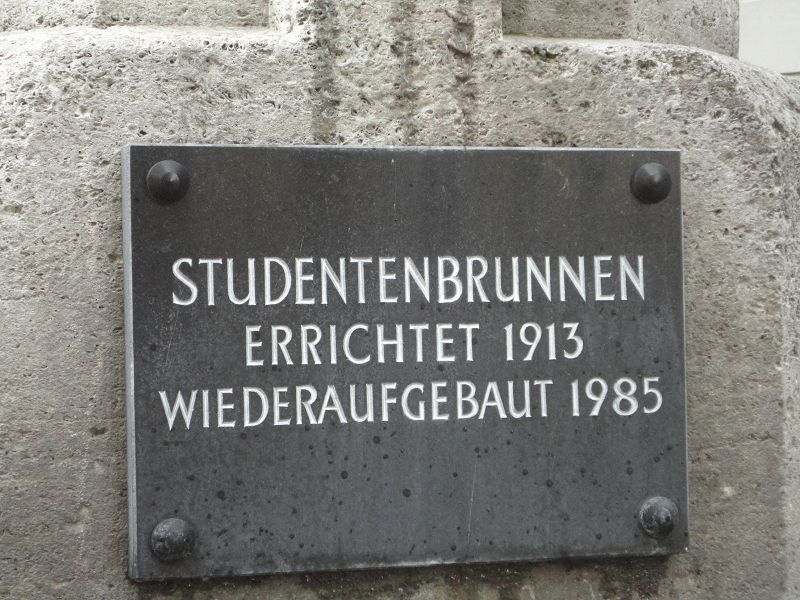 STUDENTENBRUNNEN
ERRICHTET 1913
WIEDERAUFGEBAUT 1985